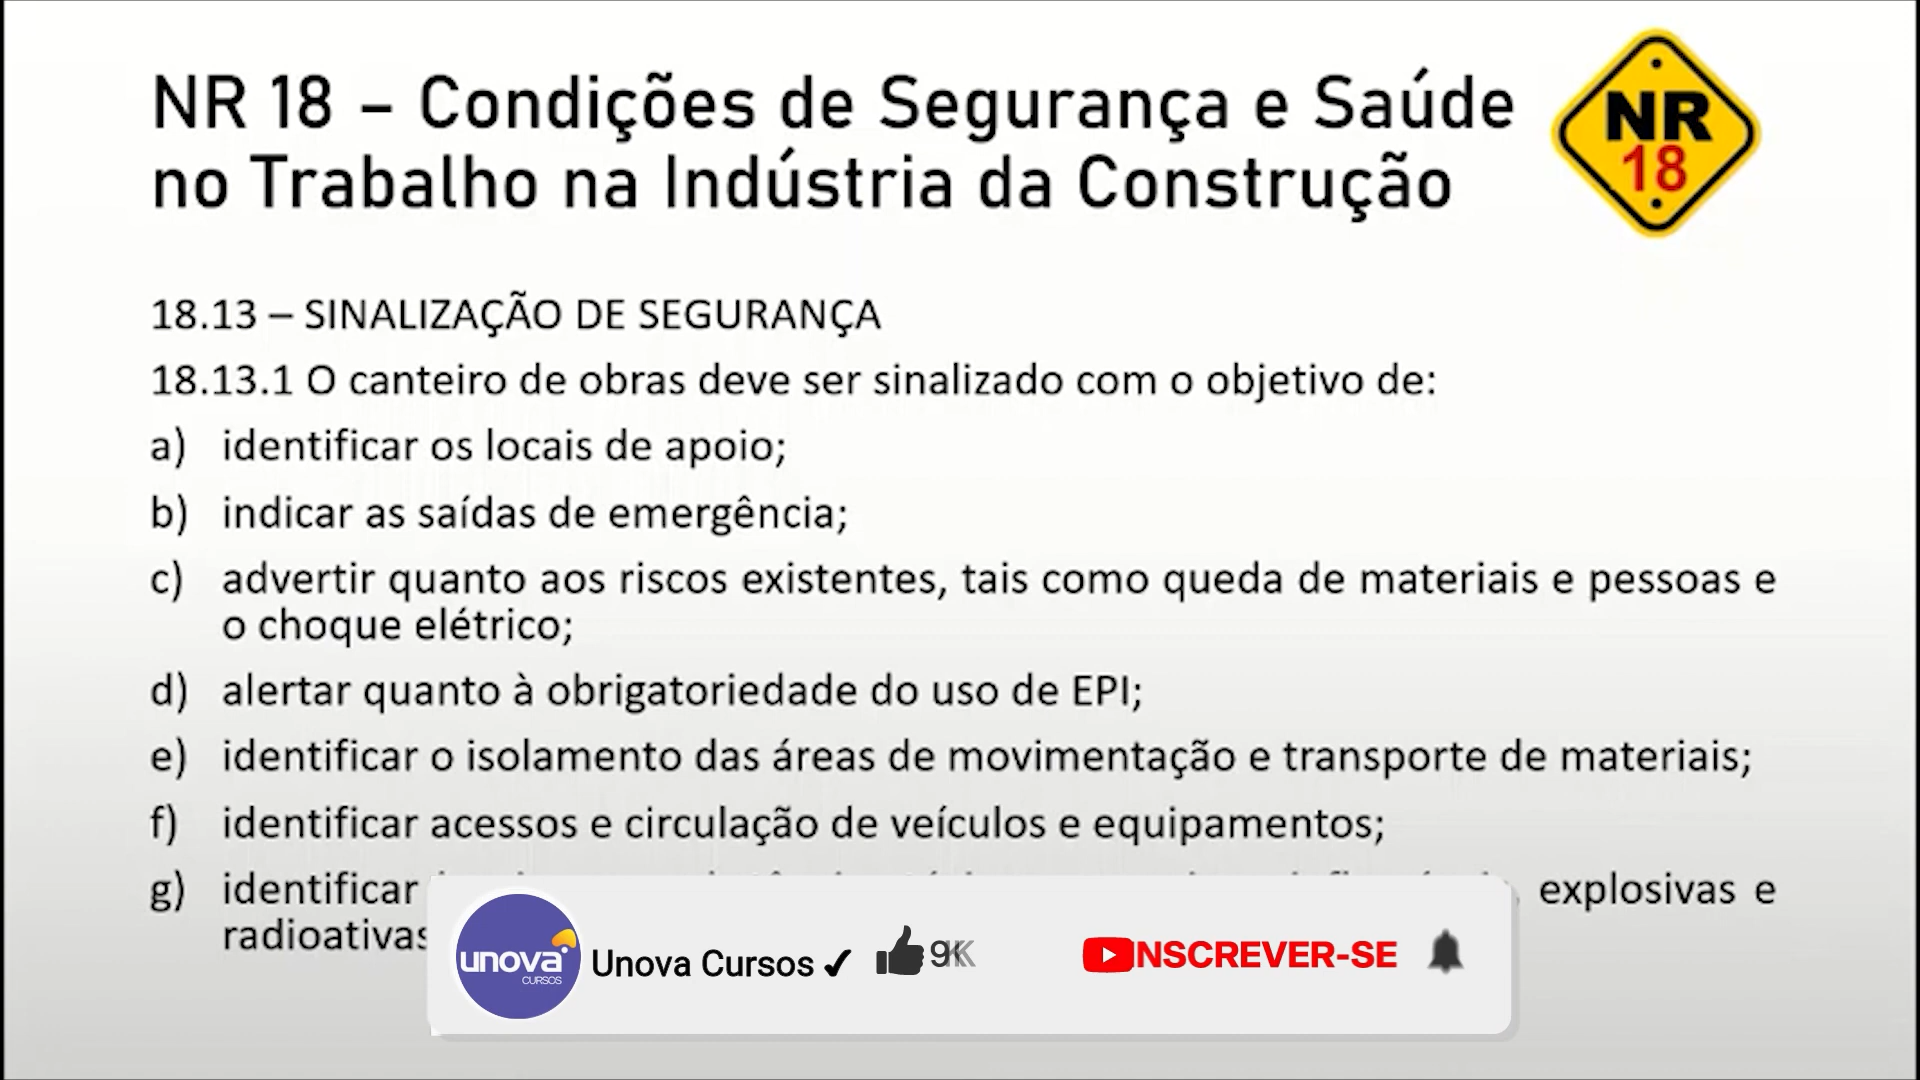 NR 18 – Condições de Segurança e Saúde
no Trabalho na Indústria da Construção
NR
18
18.13 – SINALIZAÇÃO DE SEGURANÇA
18.13.1 O canteiro de obras deve ser sinalizado com o objetivo de:
a) identificar os locais de apoio;
b) indicar as saídas de emergência;
c) advertir quanto aos riscos existentes, tais como queda de materiais e pessoas e
o choque elétrico;
d) alertar quanto à obrigatoriedade do uso de EPI;
e) identificar o isolamento das áreas de movimentação e transporte de materiais;
f) identificar acessos e circulação de veículos e equipamentos;
g) identificar explosivas e
radioativas
unova
CURSOS
Unova Cursos ✔
9K
NSCREVER-SE